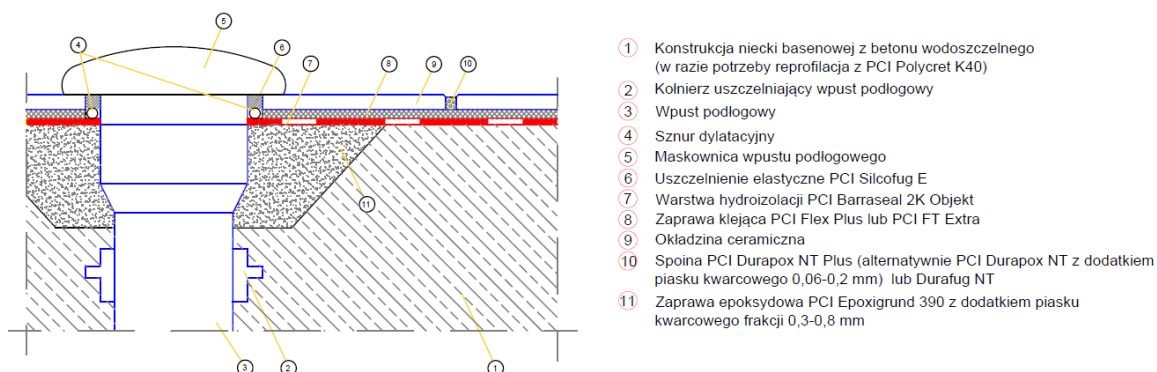 5
4
6
7
8
9
10
11
3
2
1
1 Konstrukcja niecki basenowej z betonu wodoszczelnego
(w razie potrzeby reprofilacja z PCI Polycret K40)
2 Kołnierz uszczelniający wpust podłogowy
3 Wpust podłogowy
4 Sznur dylatacyjny
5 Maskownica wpustu podłogowego
6 Uszczelnienie elastyczne PCI Silcofug E
7 Warstwa hydroizolacji PCI Barraseal 2K Objekt
8 Zaprawa klejąca PCI Flex Plus lub PCI FT Extra
9 Okładzina ceramiczna
10 Spoina PCI Durapox NT Plus (alternatywnie PCI Durapox NT z dodatkiem
piasku kwarcowego 0,06-0,2 mm) lub Durafug NT
11 Zaprawa epoksydowa PCI Epoxigrund 390 z dodatkiem piasku
kwarcowego frakcji 0,3-0,8 mm